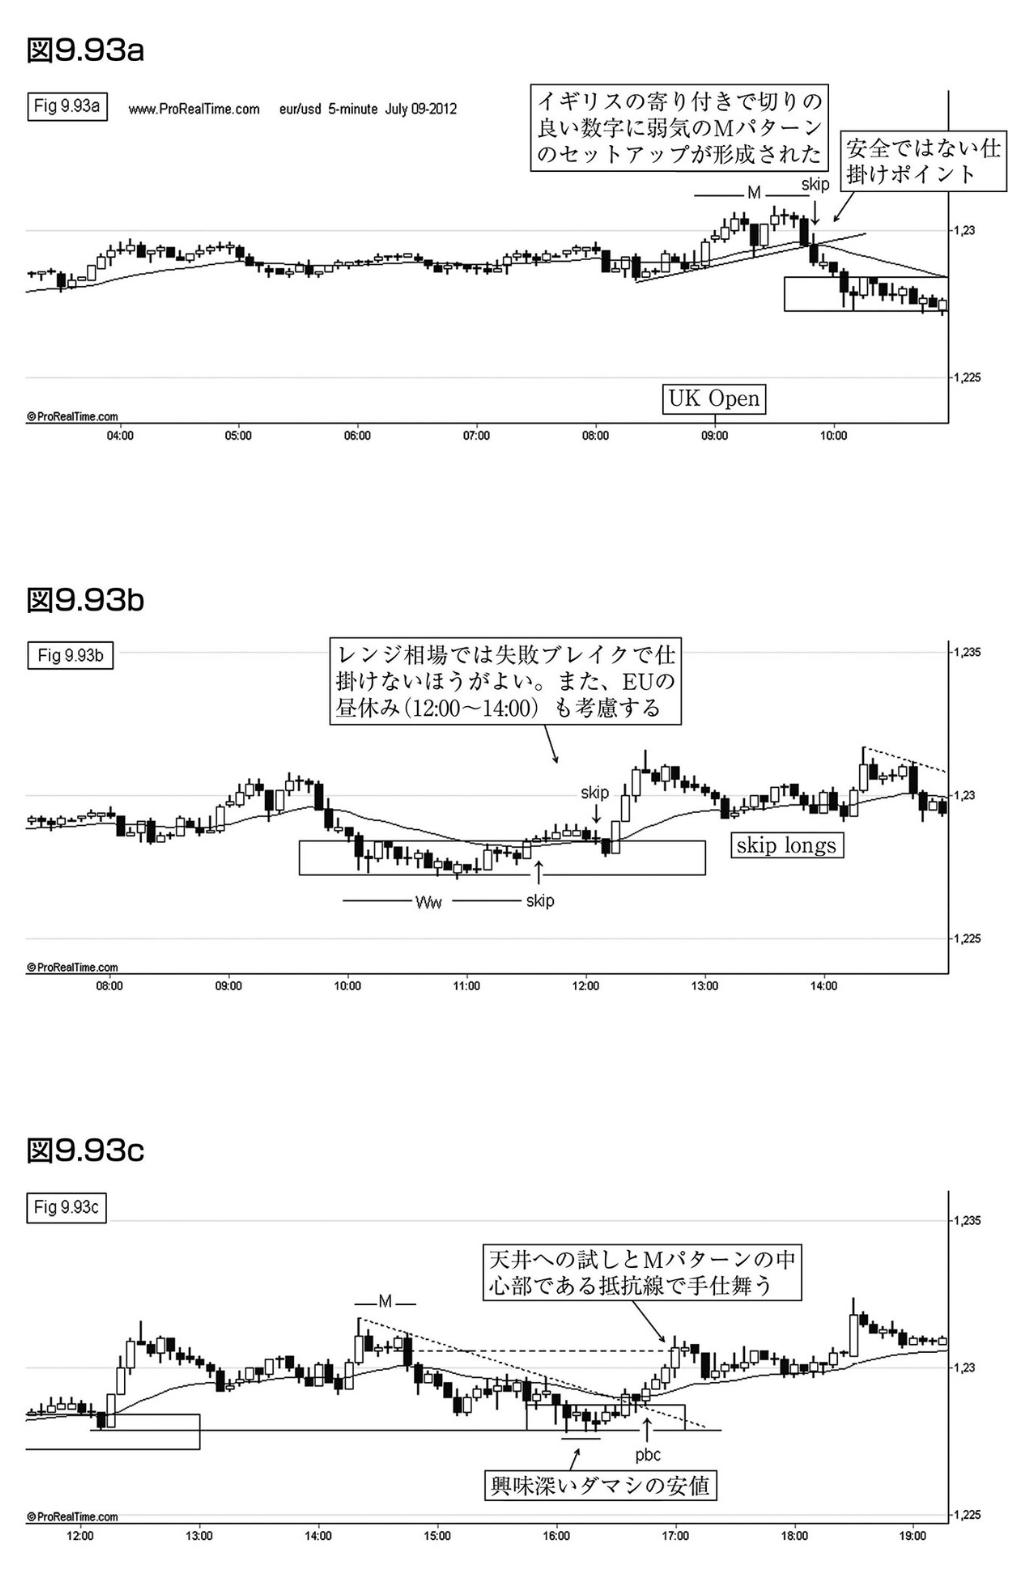 図9.93a
Fig 9.93a
www.ProRealTime.com eur/usd 5-minute July 09-2012
イギリスの寄り付きで切りの
良い数字に弱気のMパターン
のセットアップが形成された
安全ではない仕
掛けポイント
M
skip
1,23
1,225
UK Open
©ProRealTime.com
04:00 05:00 06:00 07:00 08:00 09:00 10:00
図9.93b
Fig 9.93b
レンジ相場では失敗ブレイクで仕
掛けないほうがよい。また、EUの
昼休み(12:00〜14:00)も考慮する
1,235
skip
1,23
skip longs
Ww
skip
1,225
©ProRealTime.com
08:00 09:00 10:00 11:00 12:00 13:00 14:00
図9.93c
Fig 9.93c
1,235
天井への試しとMパターンの中
心部である抵抗線で手仕舞う
M
1,23
pbc
興味深いダマシの安値
1,225
©ProRealTime.com
12:00 13:00 14:00 15:00 16:00 17:00 18:00 19:00